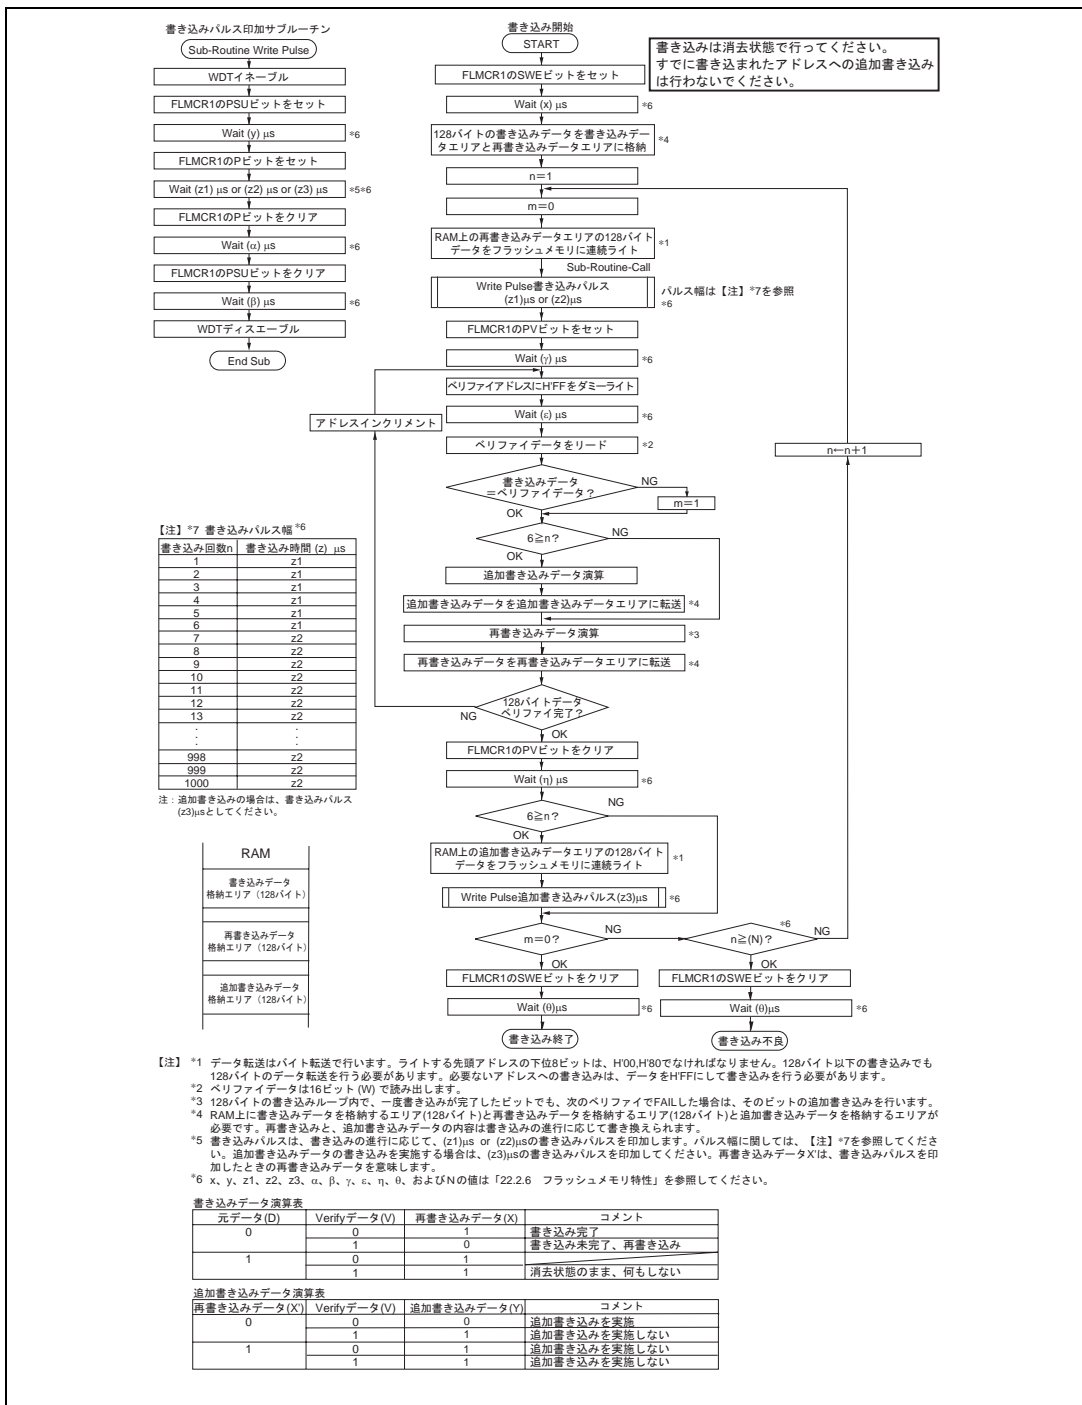 書き込みパルス印加サブルーチン
Sub-Routine Write Pulse
WDTイネーブル
FLMCR1のPSUビットをセット
Wait (y) μs *6
FLMCR1のPビットをセット
Wait (z1) μs or (z2) μs or (z3) μs *5*6
FLMCR1のPビットをクリア
Wait (α) μs *6
FLMCR1のPSUビットをクリア
Wait (β) μs *6
WDTディスエーブル
End Sub
書き込み開始
START
書き込みは消去状態で行ってください。
すでに書き込まれたアドレスへの追加書き込み
は行わないでください。
FLMCR1のSWEビットをセット
Wait (x) μs *6
128バイトの書き込みデータを書き込みデー
タエリアと再書き込みデータエリアに格納 *4
n=1
m=0
RAM上の再書き込みデータエリアの128バイト
データをフラッシュメモリに連続ライト *1
Sub-Routine-Call
Write Pulse書き込みパルス
(z1)μs or (z2)μs
パルス幅は【注】*7を参照
*6
FLMCR1のPVビットをセット
Wait (γ) μs *6
ベリファイアドレスにH'FFをダミーライト
Wait (ε) μs *6
アドレスインクリメント
ベリファイデータをリード *2
n←n+1
書き込みデータ
=ベリファイデータ?
NG
m=1
OK
6≧n?
NG
OK
追加書き込みデータ演算
追加書き込みデータを追加書き込みデータエリアに転送 *4
再書き込みデータ演算 *3
再書き込みデータを再書き込みデータエリアに転送 *4
128バイトデータ
ベリファイ完了?
NG
OK
FLMCR1のPVビットをクリア
Wait (η) μs *6
6≧n?
NG
OK
RAM上の追加書き込みデータエリアの128バイト
データをフラッシュメモリに連続ライト *1
Write Pulse追加書き込みパルス(z3)μs *6
m=0?
NG
n≧(N)?
*6
NG
OK
OK
FLMCR1のSWEビットをクリア
FLMCR1のSWEビットをクリア
Wait (θ)μs *6
Wait (θ)μs *6
書き込み終了
書き込み不良
【注】*7 書き込みパルス幅*6
書き込み回数n 書き込み時間 (z) μs
1 z1
2 z1
3 z1
4 z1
5 z1
6 z1
7 z2
8 z2
9 z2
10 z2
11 z2
12 z2
13 z2
. .
. .
. .
998 z2
999 z2
1000 z2
注:追加書き込みの場合は、書き込みパルス
(z3)μsとしてください。
RAM
書き込みデータ
格納エリア(128バイト)
再書き込みデータ
格納エリア(128バイト)
追加書き込みデータ
格納エリア(128バイト)
【注】 *1 データ転送はバイト転送で行います。ライトする先頭アドレスの下位8ビットは、H'00,H'80でなければなりません。128バイト以下の書き込みでも
128バイトのデータ転送を行う必要があります。必要ないアドレスへの書き込みは、データをH'FFにして書き込みを行う必要があります。
*2 ベリファイデータは16ビット (W) で読み出します。
*3 128バイトの書き込みループ内で、一度書き込みが完了したビットでも、次のベリファイでFAILした場合は、そのビットの追加書き込みを行います。
*4 RAM上に書き込みデータを格納するエリア(128バイト)と再書き込みデータを格納するエリア(128バイト)と追加書き込みデータを格納するエリアが
必要です。再書き込みと、追加書き込みデータの内容は書き込みの進行に応じて書き換えられます。
*5 書き込みパルスは、書き込みの進行に応じて、(z1)μs or (z2)μsの書き込みパルスを印加します。パルス幅に関しては、【注】*7を参照してくださ
い。追加書き込みデータの書き込みを実施する場合は、(z3)μsの書き込みパルスを印加してください。再書き込みデータX'は、書き込みパルスを印
加したときの再書き込みデータを意味します。
*6 x、y、z1、z2、z3、α、β、γ、ε、η、θ、およびNの値は「22.2.6 フラッシュメモリ特性」を参照してください。
書き込みデータ演算表
元データ(D) Verifyデータ(V) 再書き込みデータ(X) コメント
0 0 1 書き込み完了
1 0 書き込み未完了、再書き込み
1 0 1
1 1 消去状態のまま、何もしない
追加書き込みデータ演算表
再書き込みデータ(X') Verifyデータ(V) 追加書き込みデータ(Y) コメント
0 0 0 追加書き込みを実施
1 1 追加書き込みを実施しない
1 0 1 追加書き込みを実施しない
1 1 追加書き込みを実施しない